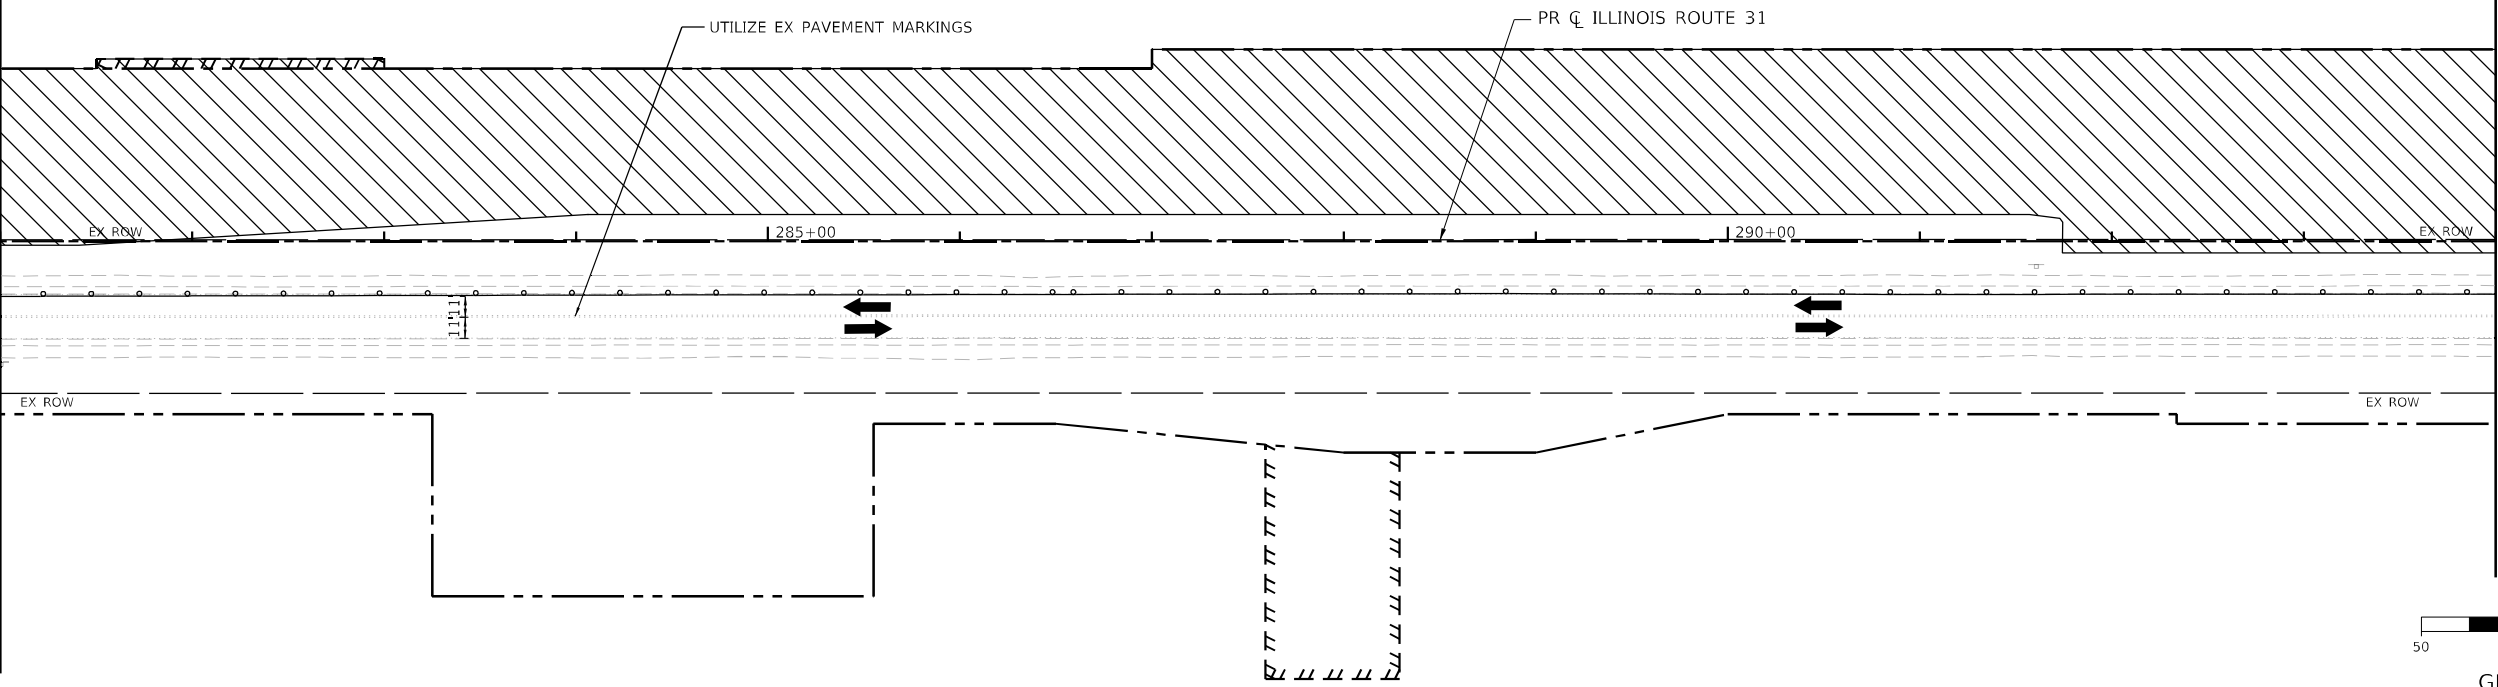 UTILIZE EX PAVEMENT MARKINGS
PR ℄ ILLINOIS ROUTE 31
EX ROW
285+00
290+00
EX ROW
11'
11'
EX ROW
EX ROW
50